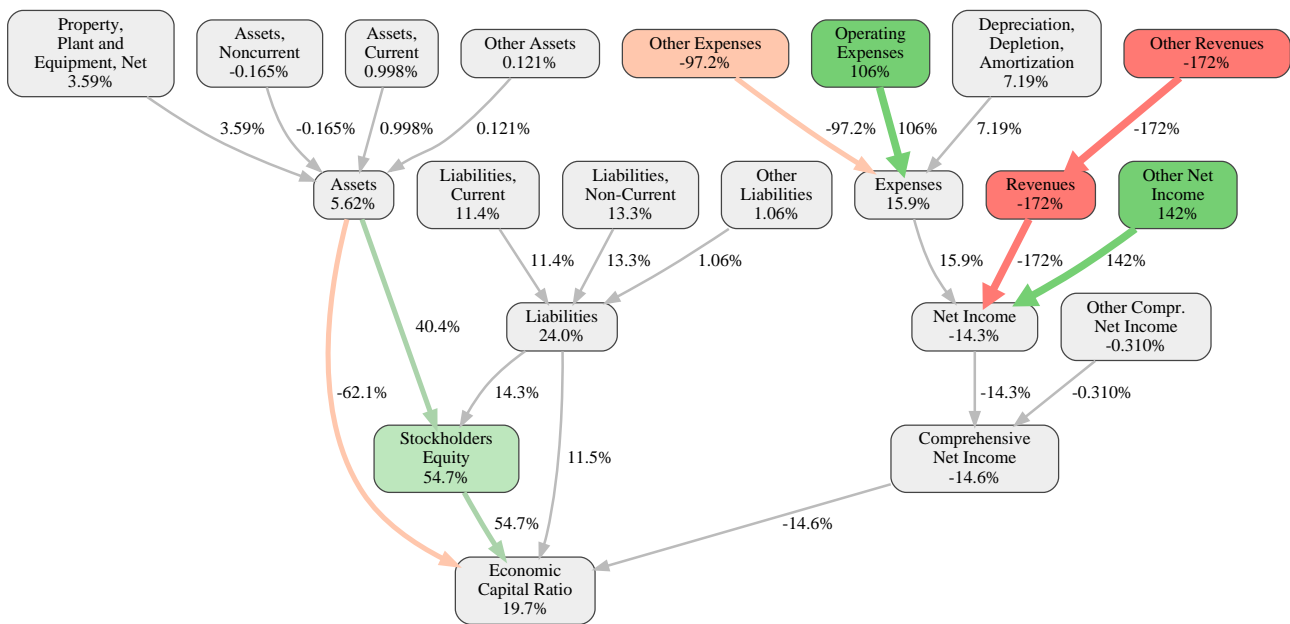 Property,
Plant and
Equipment, Net
3.59%
Assets,
Noncurrent
-0.165%
Assets,
Current
0.998%
Other Assets
0.121%
Other Expenses
-97.2%
Operating
Expenses
106%
Depreciation,
Depletion,
Amortization
7.19%
Other Revenues
-172%
3.59%
-0.165%
0.998%
0.121%
-97.2%
106%
7.19%
-172%
Assets
5.62%
Liabilities,
Current
11.4%
Liabilities,
Non-Current
13.3%
Other
Liabilities
1.06%
Expenses
15.9%
Revenues
-172%
Other Net
Income
142%
11.4%
13.3%
1.06%
15.9%
-172%
142%
40.4%
Liabilities
24.0%
Net Income
-14.3%
Other Compr.
Net Income
-0.310%
-62.1%
14.3%
-14.3%
-0.310%
Stockholders
Equity
54.7%
11.5%
Comprehensive
Net Income
-14.6%
54.7%
-14.6%
Economic
Capital Ratio
19.7%